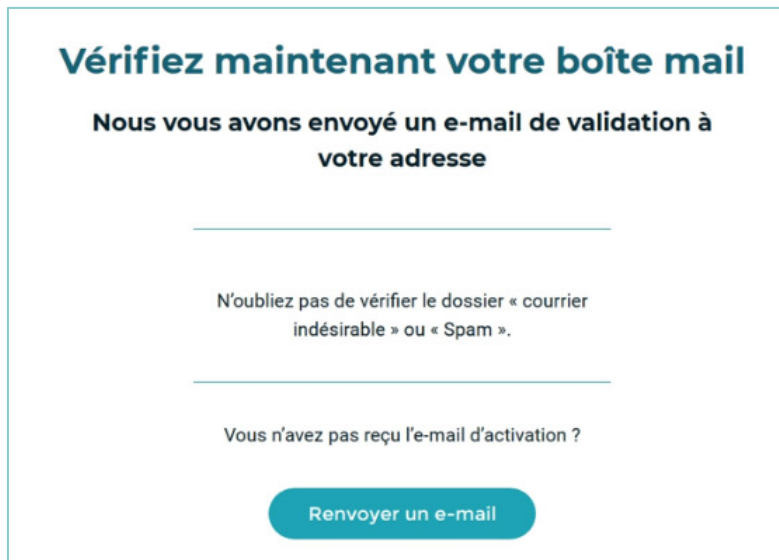 Vérifiez maintenant votre boîte mail
Nous vous avons envoyé un e-mail de validation à
votre adresse
N’oubliez pas de vérifier le dossier « courrier
indésirable » ou « Spam ».
Vous n’avez pas reçu l’e-mail d’activation ?
Renvoyer un e-mail